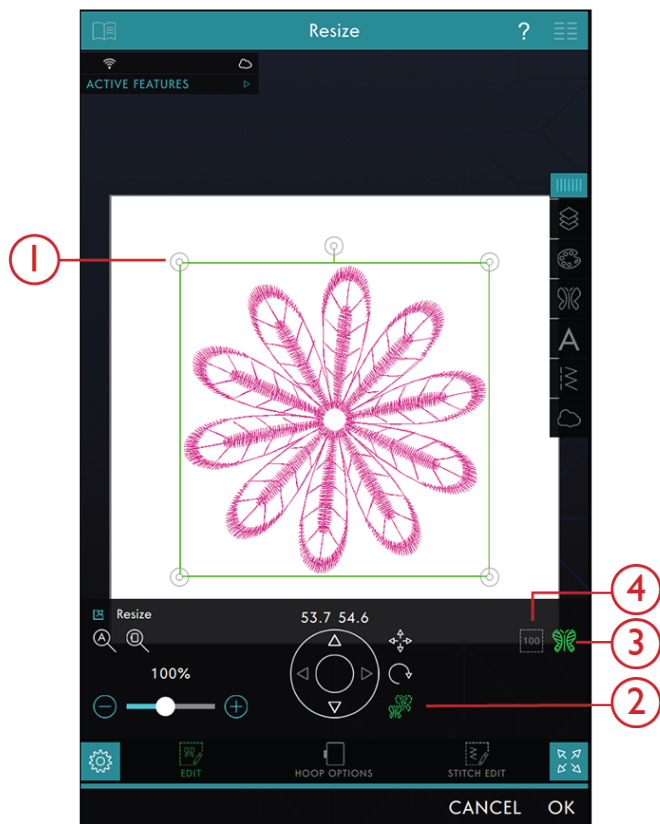 Resize ?
ACTIVE FEATURES
1
A
4
Resize 53.7 54.6
A 100 3
100%
2
EDIT HOOP OPTIONS STITCH EDIT
CANCEL OK